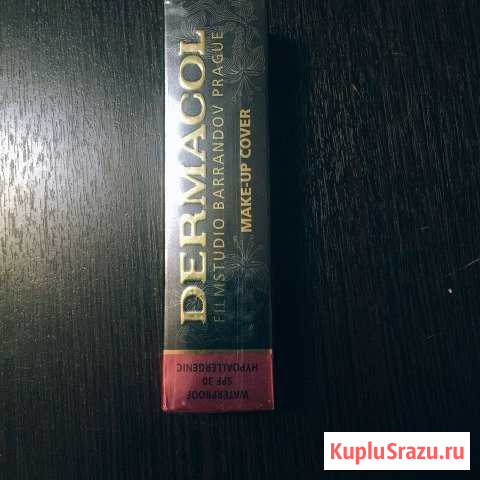 DERMACOL
FILMSTUDIO BARRANDOV PRAGUE
MAKE-UP COVER
WATERPROOF
SPF 30
HYPOALLERGENIC
KupluSrazu.ru